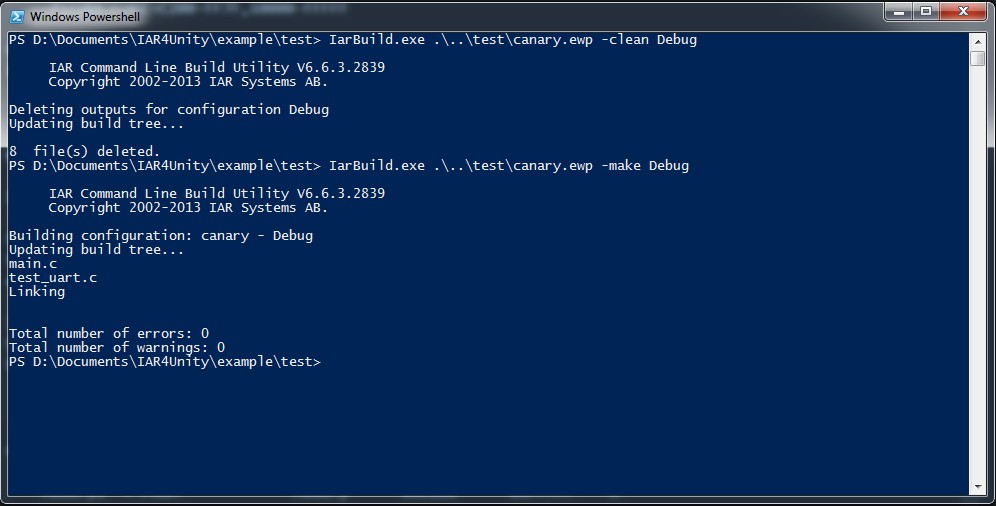 Windows Powershell
PS D:\Documents\IAR4Unity\example\test> IarBuild.exe .\..\test\canary.ewp -clean Debug
IAR Command Line Build Utility V6.6.3.2839
Copyright 2002-2013 IAR Systems AB.
Deleting outputs for configuration Debug
Updating build tree...
8  file(s) deleted.
PS D:\Documents\IAR4Unity\example\test> IarBuild.exe .\..\test\canary.ewp -make Debug
IAR Command Line Build Utility V6.6.3.2839
Copyright 2002-2013 IAR Systems AB.
Building configuration: canary - Debug
Updating build tree...
main.c
test_uart.c
Linking
Total number of errors: 0
Total number of warnings: 0
PS D:\Documents\IAR4Unity\example\test>